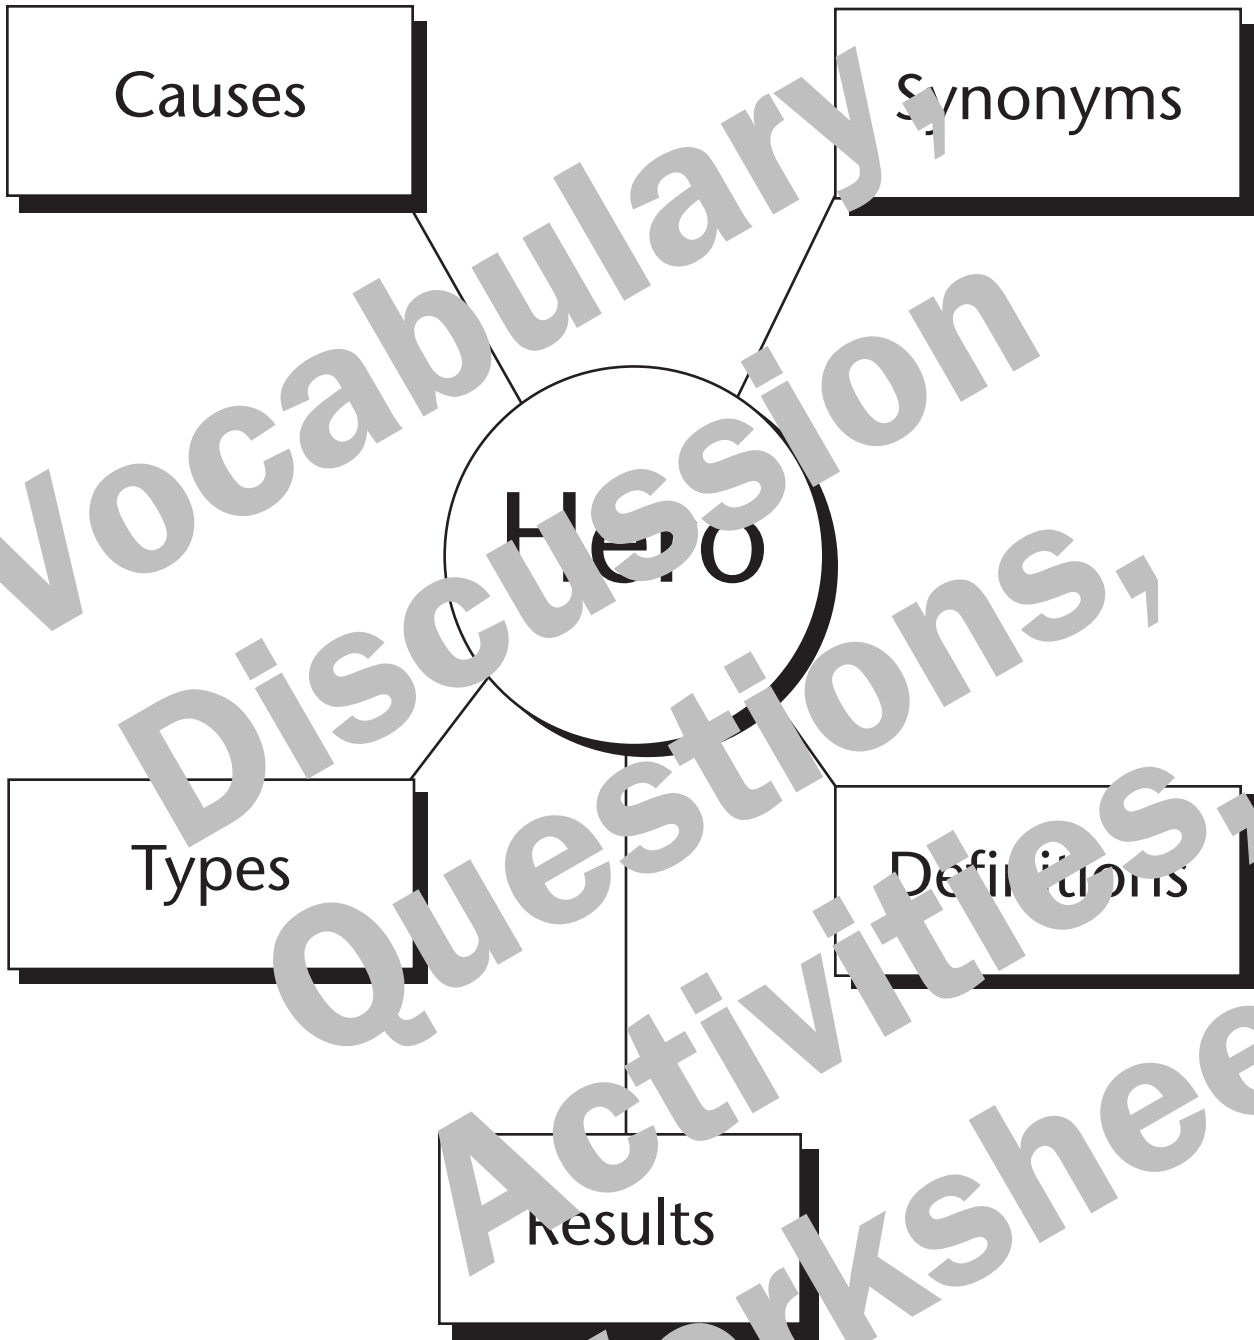 Causes
Synonyms
Hero
Types
Definitions
Results
Vocabulary,
Discussion
Questions,
Activities,